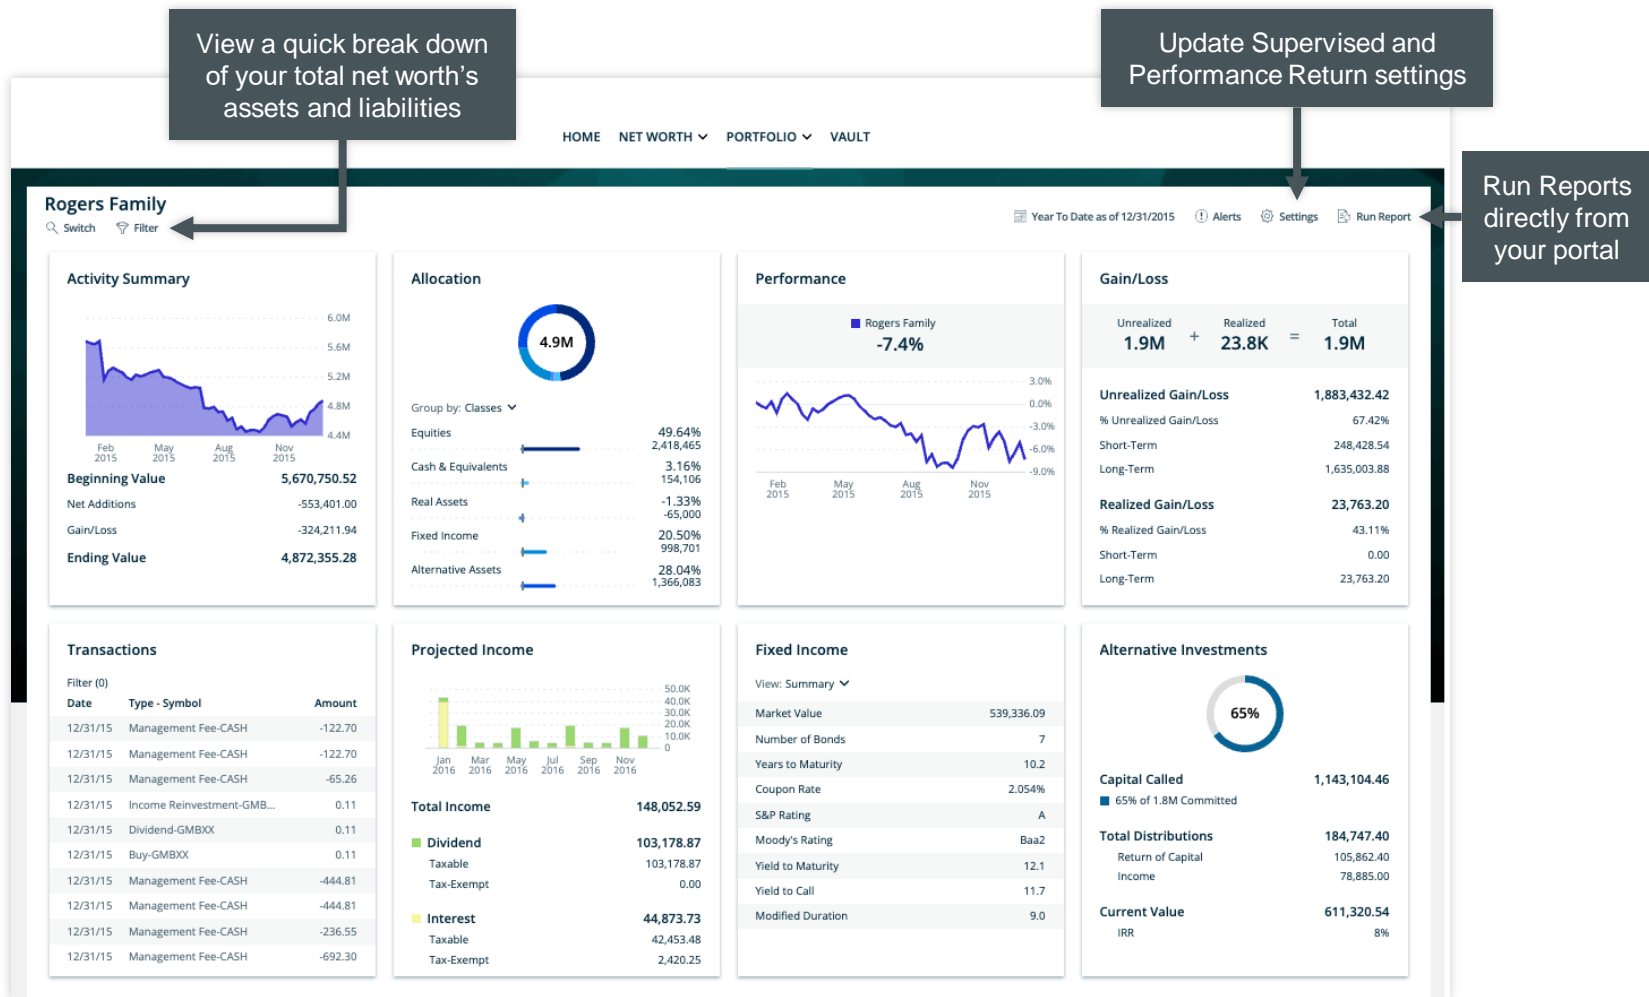 View a quick break down
of your total net worth's
assets and liabilities
Update Supervised and
Performance Return settings
Run Reports
directly from
your portal
HOME NET WORTH PORTFOLIO VAULT
Rogers Family
Switch Filter
Year To Date as of 12/31/2015 Alerts Settings Run Report
Activity Summary
6.0M
5.6M
5.2M
4.8M
4.4M
Feb May Aug Nov
2015 2015 2015 2015
Beginning Value 5,670,750.52
Net Additions -553,401.00
Gain/Loss -324,211.94
Ending Value 4,872,355.28
Allocation
4.9M
Group by: Classes
Equities 49.64%
2,418,465
Cash & Equivalents 3.16%
154,106
Real Assets -1.33%
-65,000
Fixed Income 20.50%
998,701
Alternative Assets 28.04%
1,366,083
Performance
Rogers Family
-7.4%
3.0%
0.0%
-3.0%
-6.0%
-9.0%
Feb May Aug Nov
2015 2015 2015 2015
Gain/Loss
Unrealized Realized Total
1.9M + 23.8K = 1.9M
Unrealized Gain/Loss 1,883,432.42
% Unrealized Gain/Loss 67.42%
Short-Term 248,428.54
Long-Term 1,635,003.88
Realized Gain/Loss 23,763.20
% Realized Gain/Loss 43.11%
Short-Term 0.00
Long-Term 23,763.20
Transactions
Filter (0)
Date Type - Symbol Amount
12/31/15 Management Fee-CASH -122.70
12/31/15 Management Fee-CASH -122.70
12/31/15 Management Fee-CASH -65.26
12/31/15 Income Reinvestment-GMB... 0.11
12/31/15 Dividend-GMBXX 0.11
12/31/15 Buy-GMBXX 0.11
12/31/15 Management Fee-CASH -444.81
12/31/15 Management Fee-CASH -444.81
12/31/15 Management Fee-CASH -236.55
12/31/15 Management Fee-CASH -692.30
Projected Income
50.0K
40.0K
30.0K
20.0K
10.0K
0
Jan Mar May Jul Sep Nov
2016 2016 2016 2016 2016 2016
Total Income 148,052.59
Dividend 103,178.87
Taxable 103,178.87
Tax-Exempt 0.00
Interest 44,873.73
Taxable 42,453.48
Tax-Exempt 2,420.25
Fixed Income
View: Summary
Market Value 539,336.09
Number of Bonds 7
Years to Maturity 10.2
Coupon Rate 2.054%
S&P Rating A
Moody's Rating Baa2
Yield to Maturity 12.1
Yield to Call 11.7
Modified Duration 9.0
Alternative Investments
65%
Capital Called 1,143,104.46
65% of 1.8M Committed
Total Distributions 184,747.40
Return of Capital 105,862.40
Income 78,885.00
Current Value 611,320.54
IRR 8%